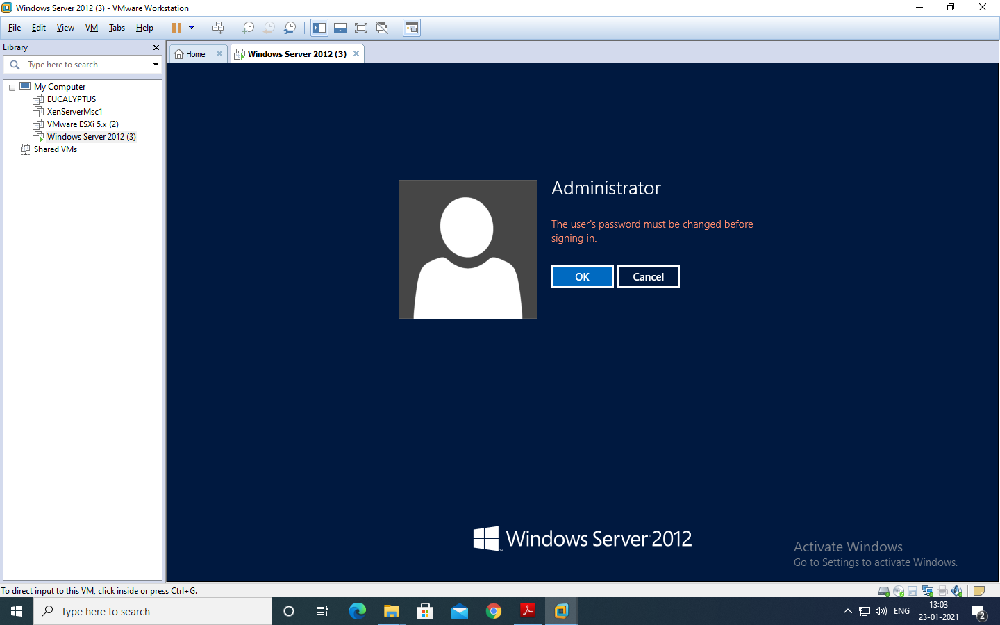 Windows Server 2012 (3) - VMware Workstation
File Edit View VM Tabs Help
Library
Type here to search
My Computer
EUCALYPTUS
XenServerMsc1
VMware ESXi 5.x (2)
Windows Server 2012 (3)
Shared VMs
Home
Windows Server 2012 (3)
Administrator
The user's password must be changed before
signing in.
OK Cancel
Windows Server 2012
Activate Windows
Go to Settings to activate Windows.
To direct input to this VM, click inside or press Ctrl+G.
Type here to search
ENG
13:03
23-01-2021
2